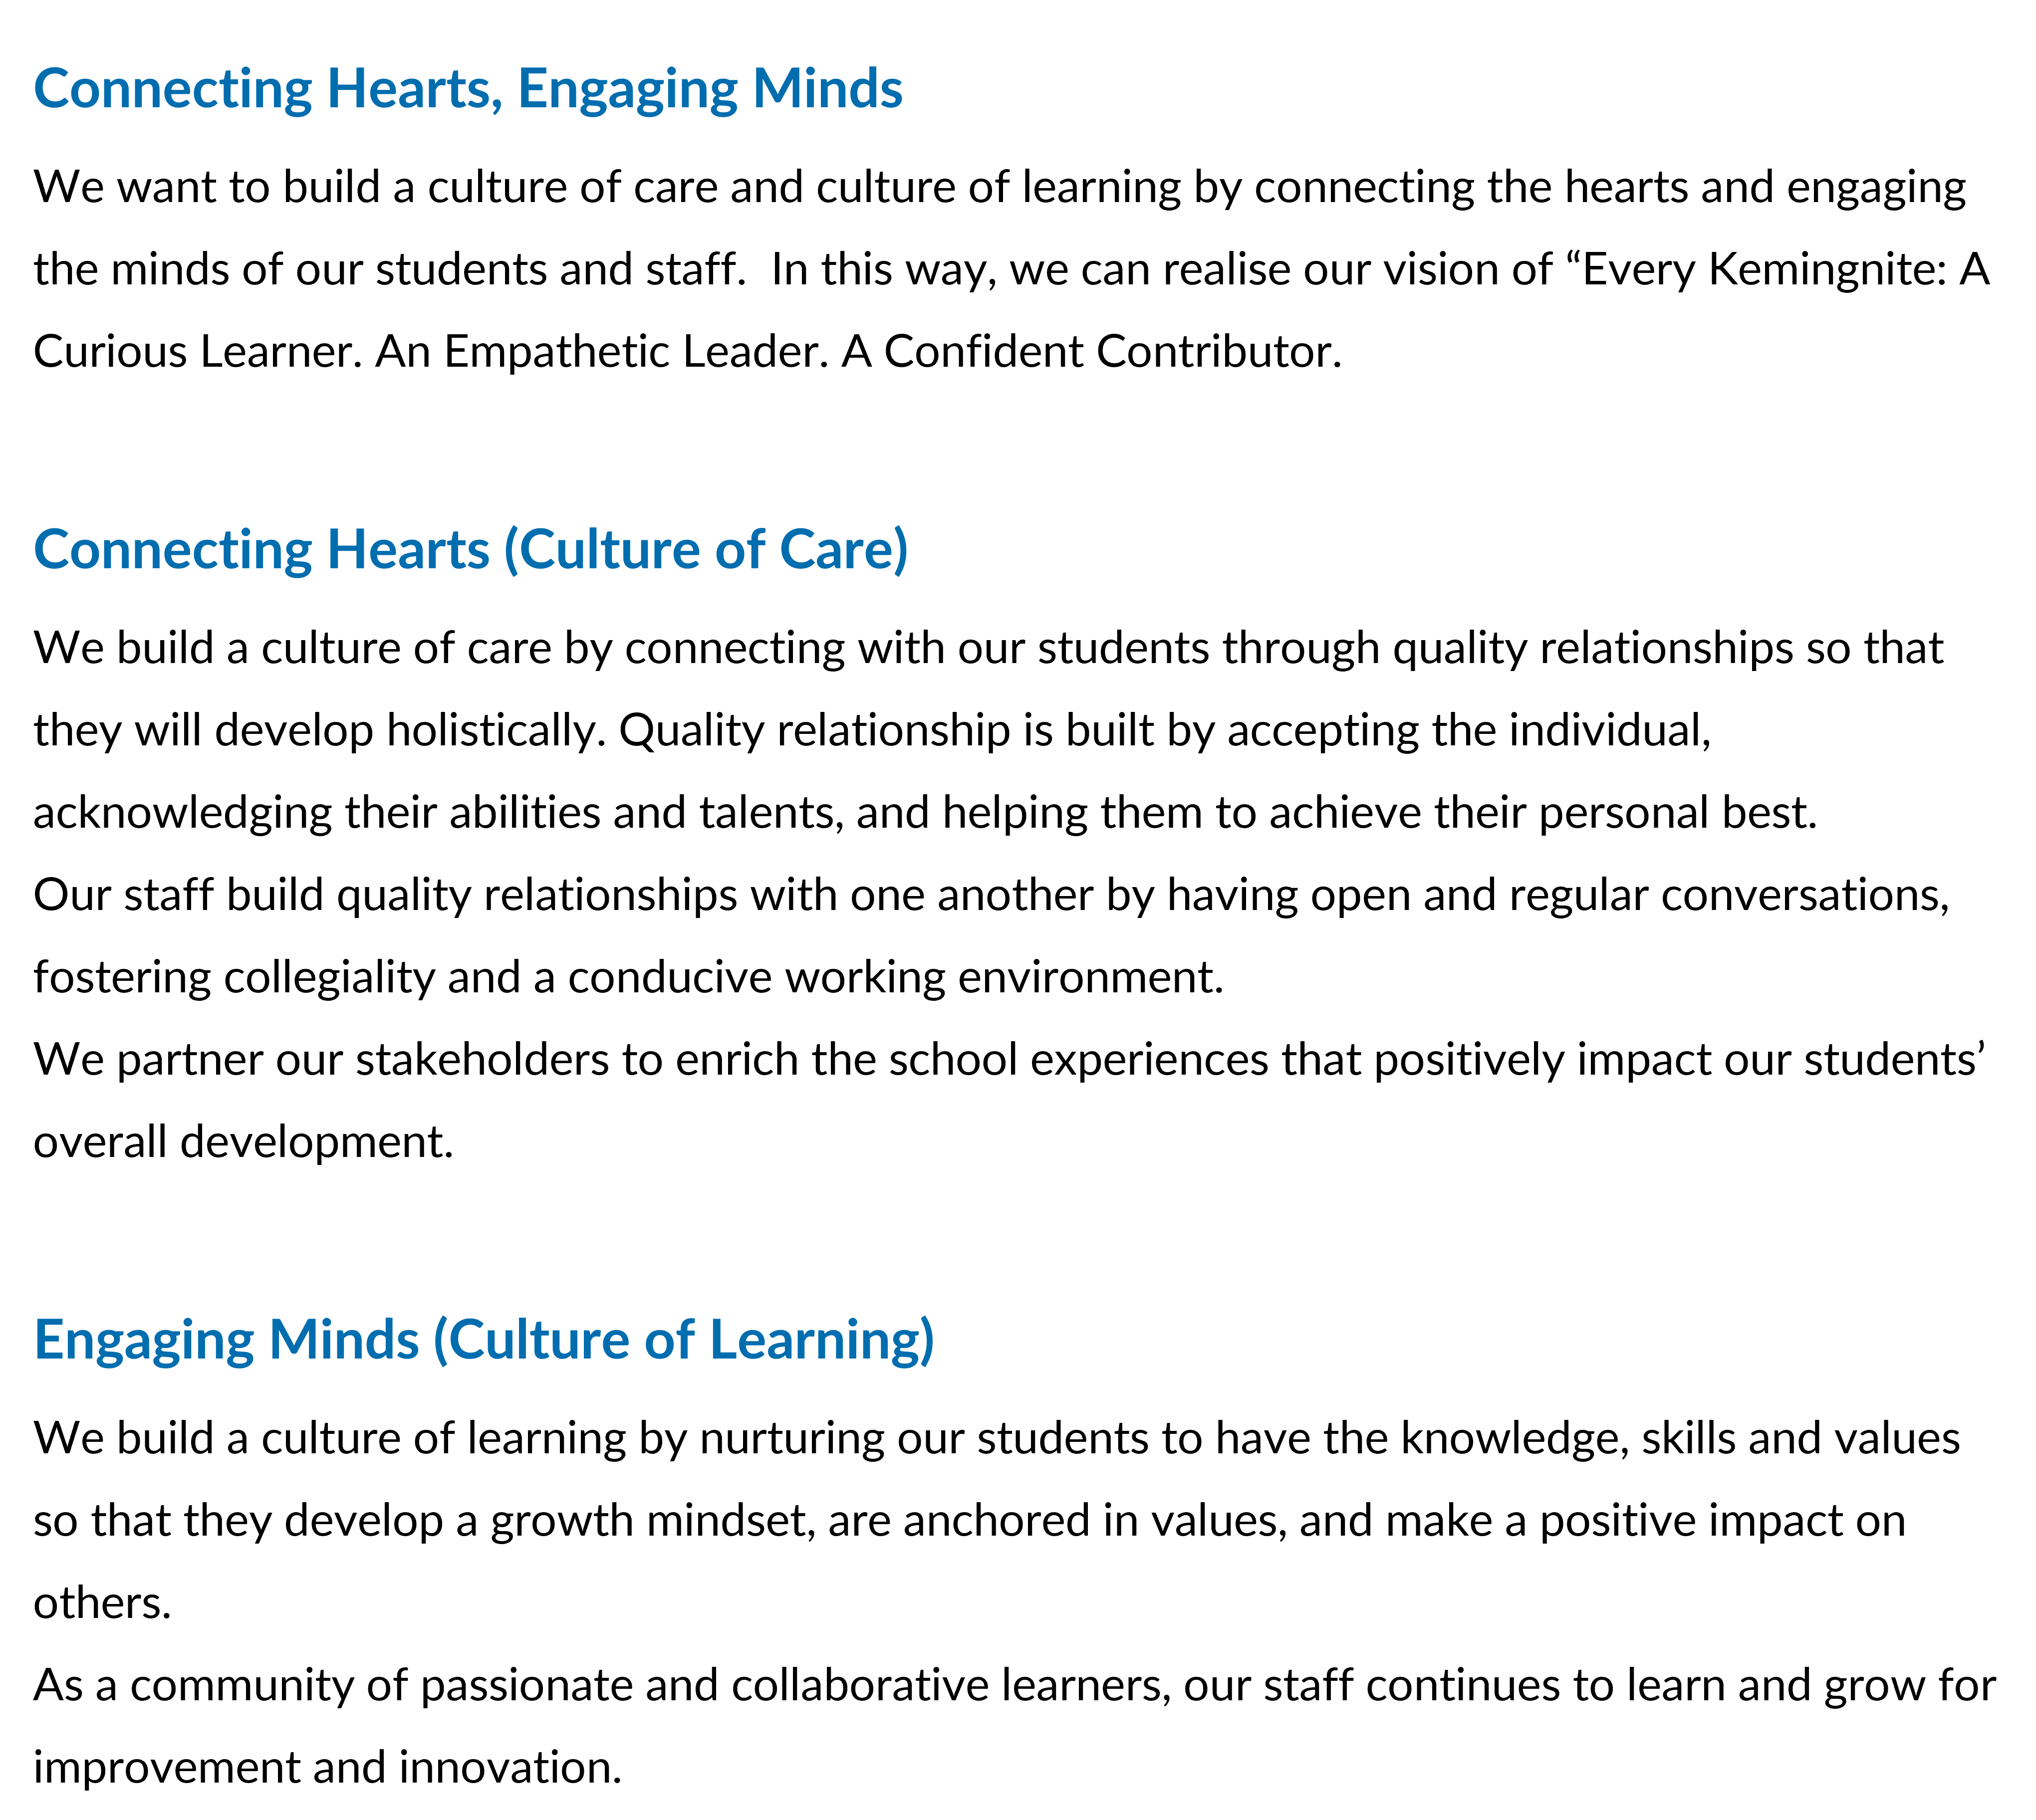 Connecting Hearts, Engaging Minds
We want to build a culture of care and culture of learning by connecting the hearts and engaging
the minds of our students and staff.  In this way, we can realise our vision of “Every Kemingnite: A
Curious Learner. An Empathetic Leader. A Confident Contributor.
Connecting Hearts (Culture of Care)
We build a culture of care by connecting with our students through quality relationships so that
they will develop holistically. Quality relationship is built by accepting the individual,
acknowledging their abilities and talents, and helping them to achieve their personal best.
Our staff build quality relationships with one another by having open and regular conversations,
fostering collegiality and a conducive working environment.
We partner our stakeholders to enrich the school experiences that positively impact our students’
overall development.
Engaging Minds (Culture of Learning)
We build a culture of learning by nurturing our students to have the knowledge, skills and values
so that they develop a growth mindset, are anchored in values, and make a positive impact on
others.
As a community of passionate and collaborative learners, our staff continues to learn and grow for
improvement and innovation.